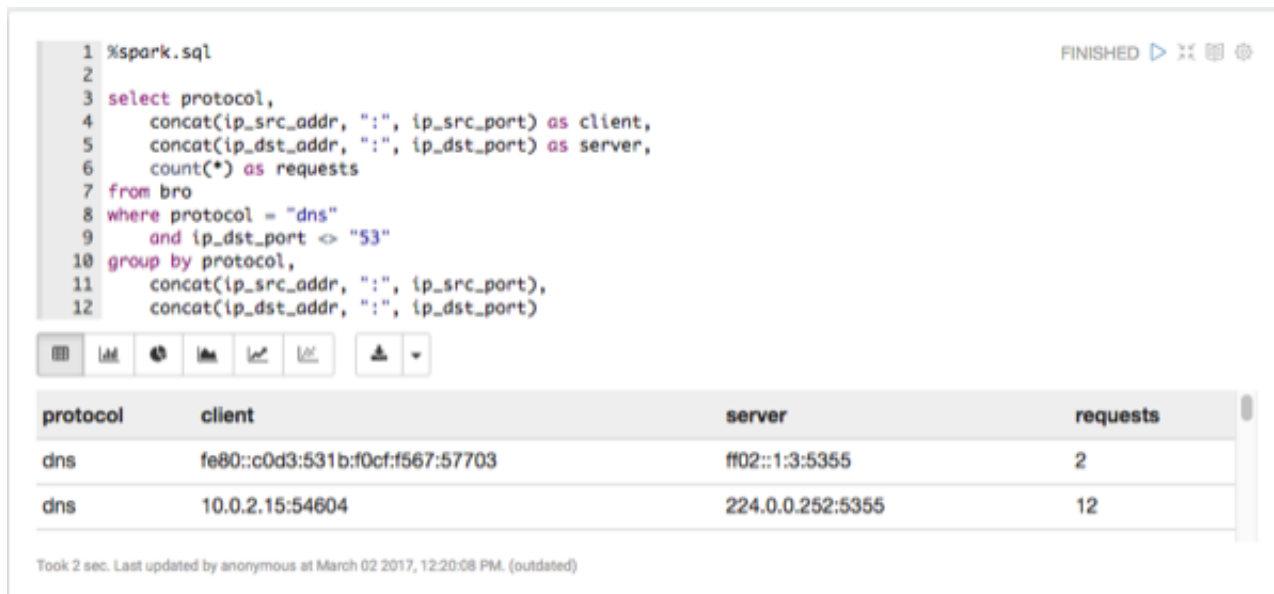 1 %spark.sql
FINISHED
2
3 select protocol,
4     concat(ip_src_addr, ":", ip_src_port) as client,
5     concat(ip_dst_addr, ":", ip_dst_port) as server,
6     count(*) as requests
7 from bro
8 where protocol = "dns"
9     and ip_dst_port <> "53"
10 group by protocol,
11     concat(ip_src_addr, ":", ip_src_port),
12     concat(ip_dst_addr, ":", ip_dst_port)
protocol client server requests
dns fe80::c0d3:531b:f0cf:f567:57703 ff02::1:3:5355 2
dns 10.0.2.15:54604 224.0.0.252:5355 12
Took 2 sec. Last updated by anonymous at March 02 2017, 12:20:08 PM. (outdated)